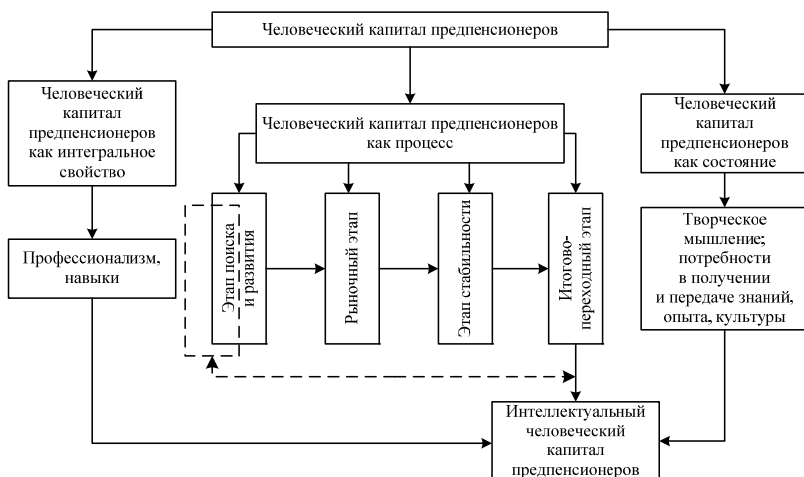 Человеческий капитал предпенсионеров
Человеческий
капитал
предпенсионеров
как интегральное
свойство
Человеческий капитал предпенсионеров
как процесс
Человеческий
капитал
предпенсионеров
как состояние
Профессионализм,
навыки
Этап поиска
и развития
Рыночный этап
Этап стабильности
Итогово-
переходный этап
Творческое
мышление;
потребности
в получении
и передаче знаний,
опыта, культуры
Интеллектуальный
человеческий
капитал
предпенсионеров